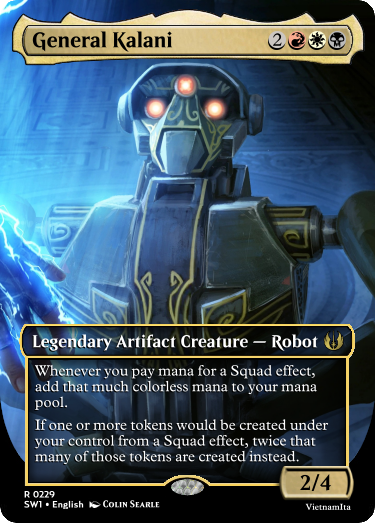 General Kalani 2
Legendary Artifact Creature — Robot
Whenever you pay mana for a Squad effect,
add that much colorless mana to your mana
pool.
If one or more tokens would be created under
your control from a Squad effect, twice that
many of those tokens are created instead.
2/4
R 0229
SW1 • English Colin Searle
VietnamIta